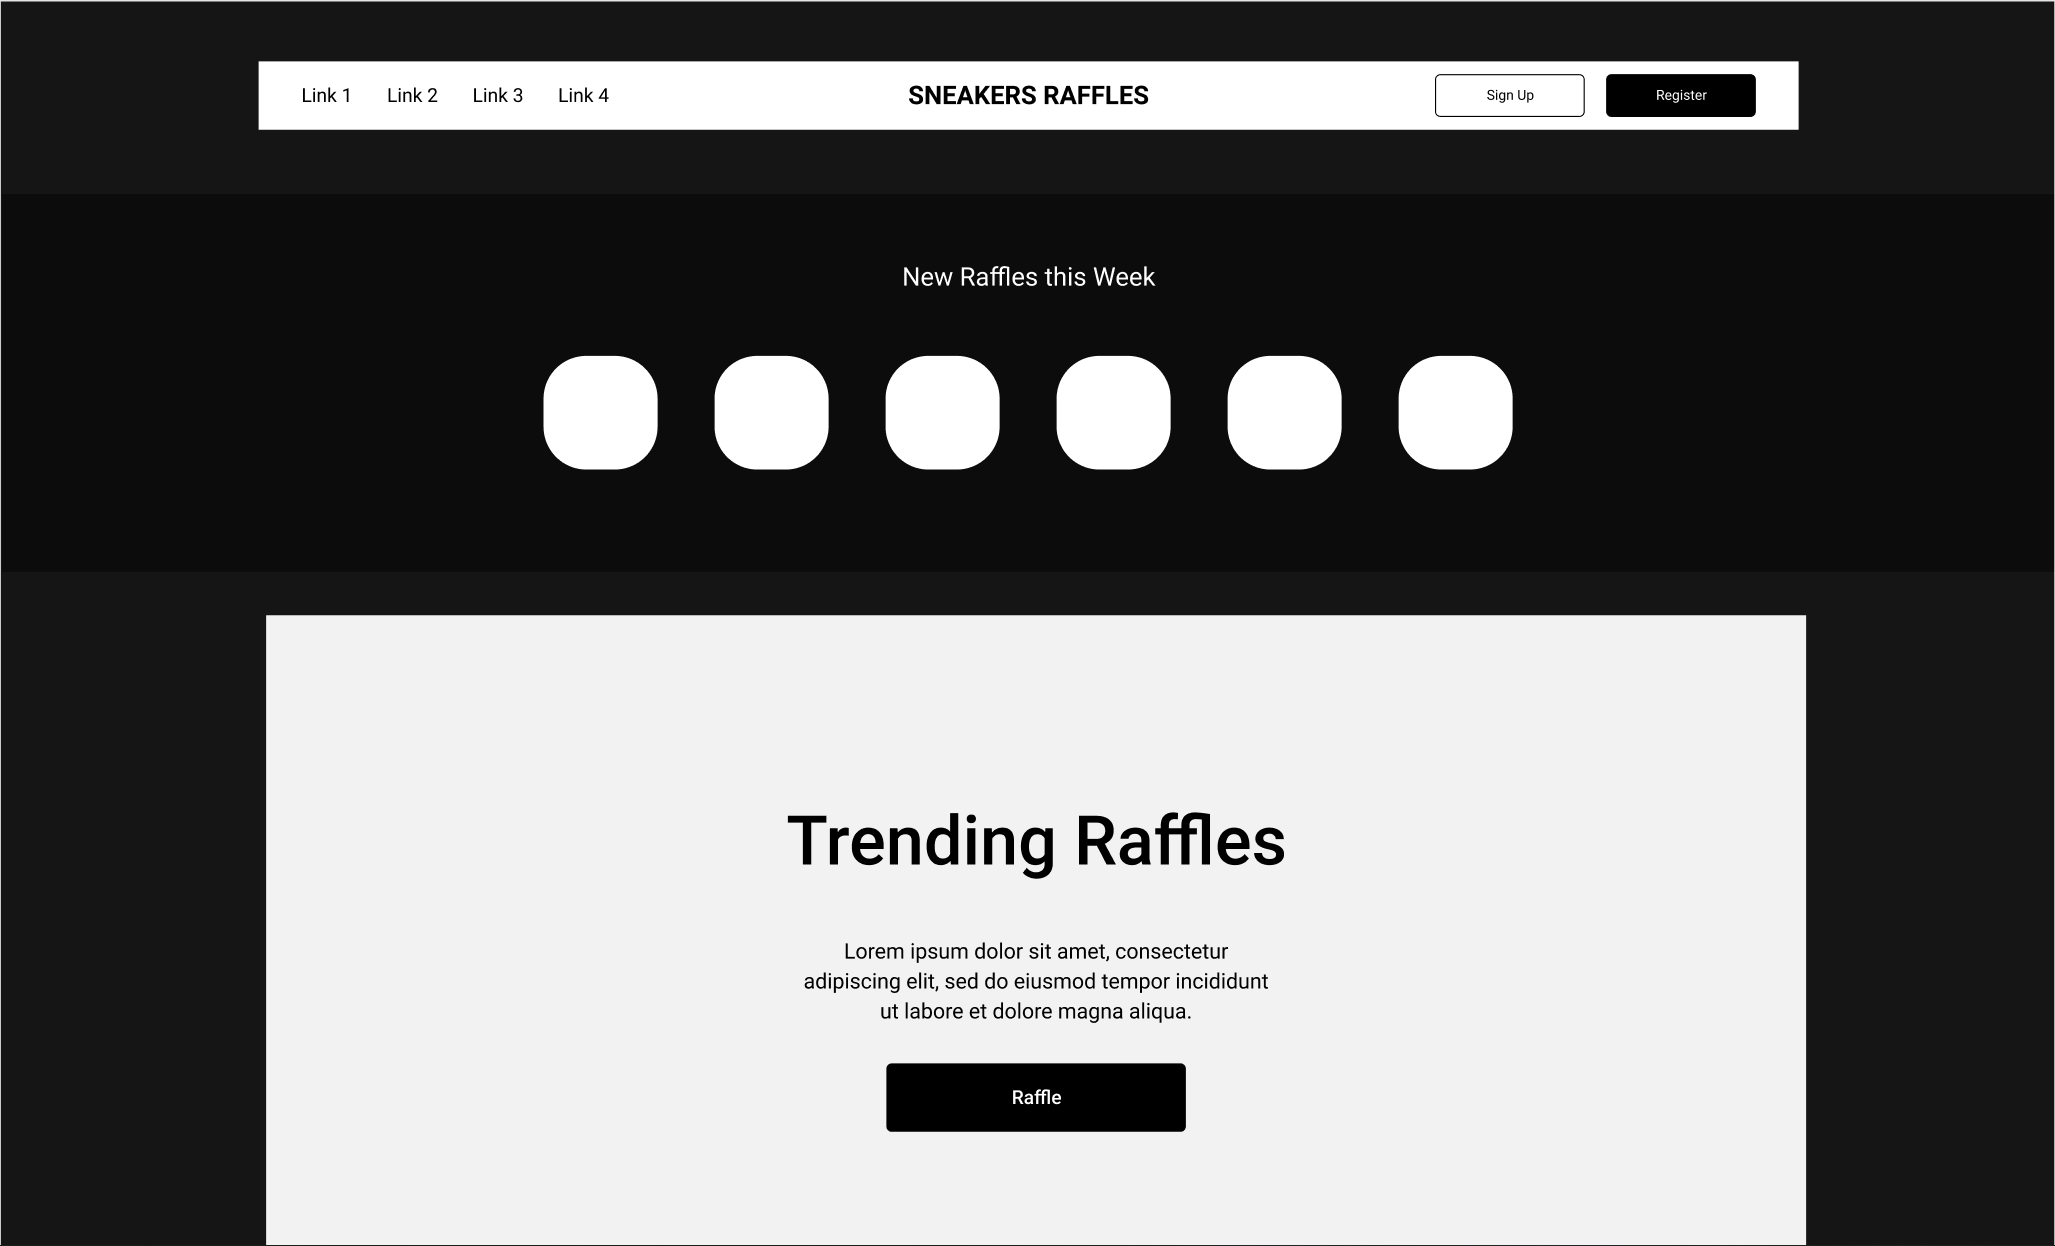 Link 1 Link 2 Link 3 Link 4 SNEAKERS RAFFLES Sign Up Register
New Raffles this Week
Trending Raffles
Lorem ipsum dolor sit amet, consectetur
adipiscing elit, sed do eiusmod tempor incididunt
ut labore et dolore magna aliqua.
Raffle